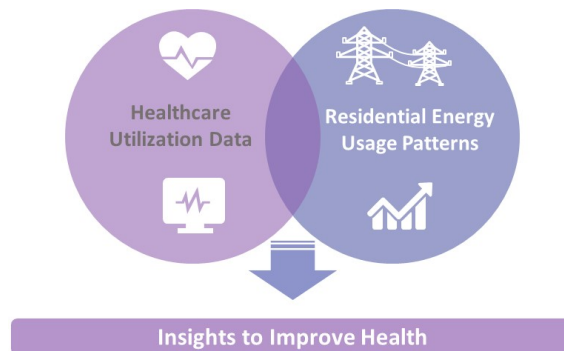 Healthcare
Utilization Data
Residential Energy
Usage Patterns
Insights to Improve Health